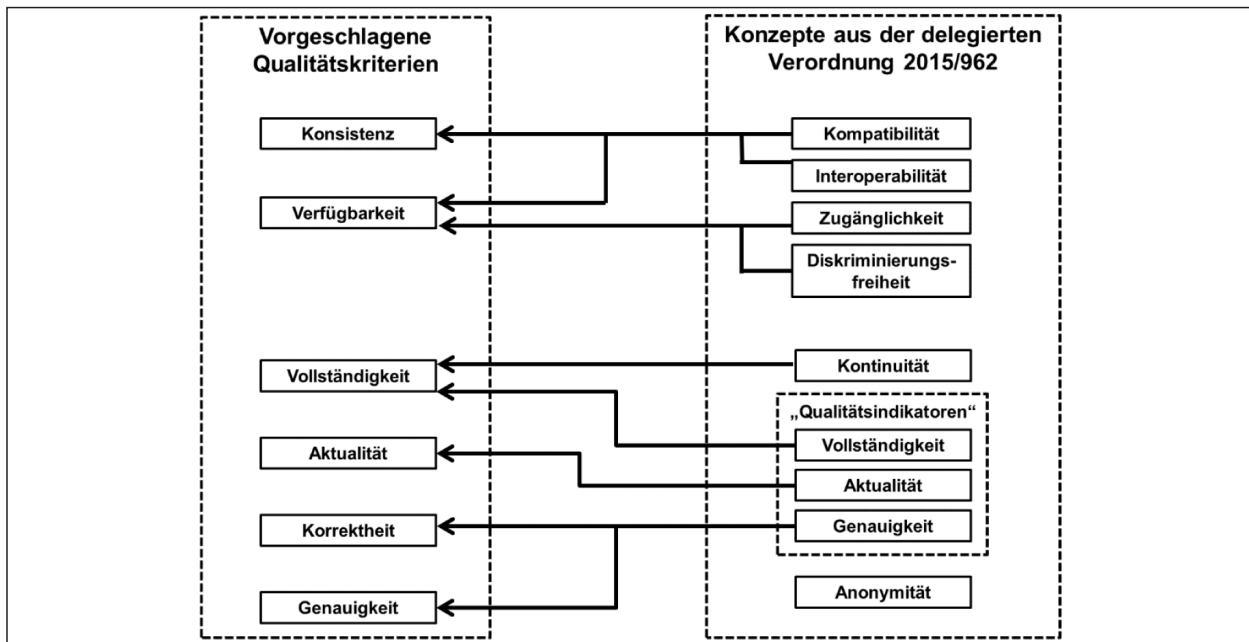 Vorgeschlagene
Qualitätskriterien
Konsistenz
Verfügbarkeit
Vollständigkeit
Aktualität
Korrektheit
Genauigkeit
Konzepte aus der delegierten
Verordnung 2015/962
Kompatibilität
Interoperabilität
Zugänglichkeit
Diskriminierungs-
freiheit
Kontinuität
„Qualitätsindikatoren“
Vollständigkeit
Aktualität
Genauigkeit
Anonymität